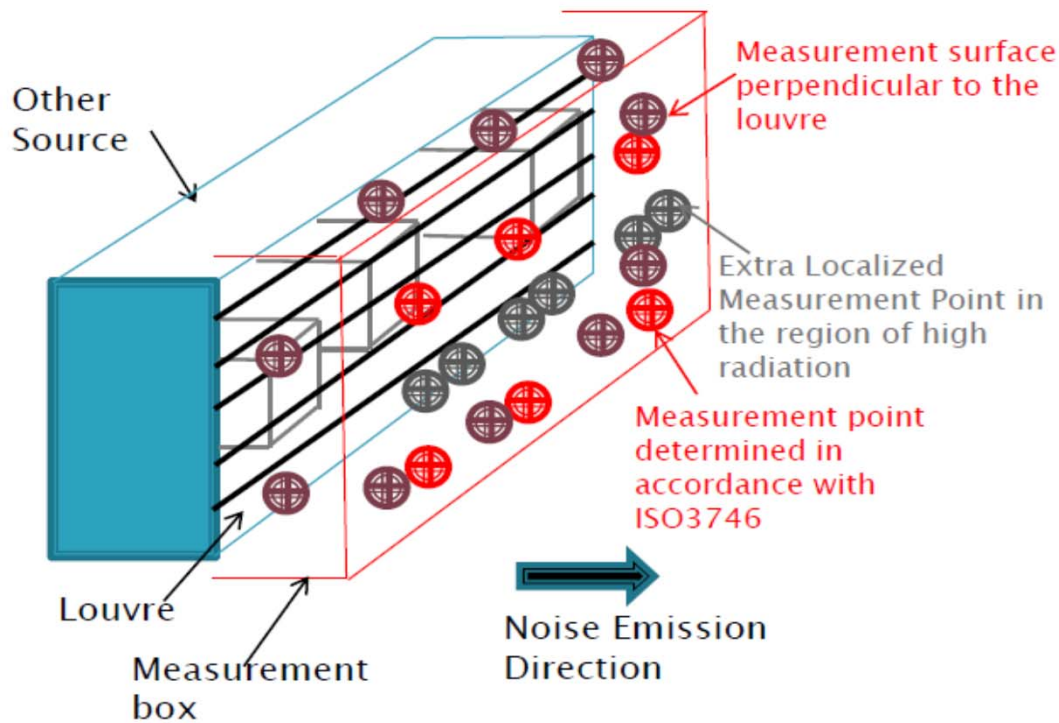 Other
Source
Measurement surface
perpendicular to the
louvre
Extra Localized
Measurement Point in
the region of high
radiation
Measurement point
determined in
accordance with
ISO3746
Louvre
Noise Emission
Direction
Measurement
box